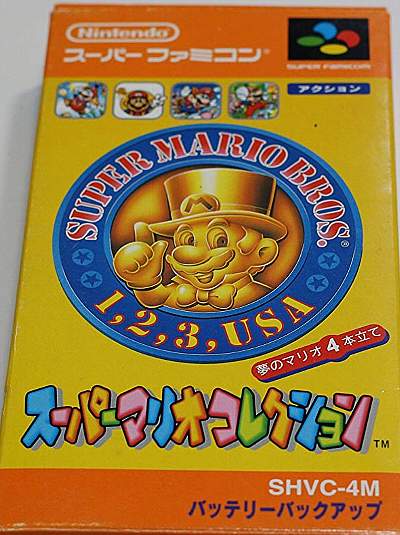 Nintendo
スーパーファミコン
SUPER FAMICOM
アクション
SUPER MARIO BROS.®
1,2,3,USA
夢のマリオ4本立て
スーパーマリオコレクション™
SHVC-4M
バッテリーバックアップ